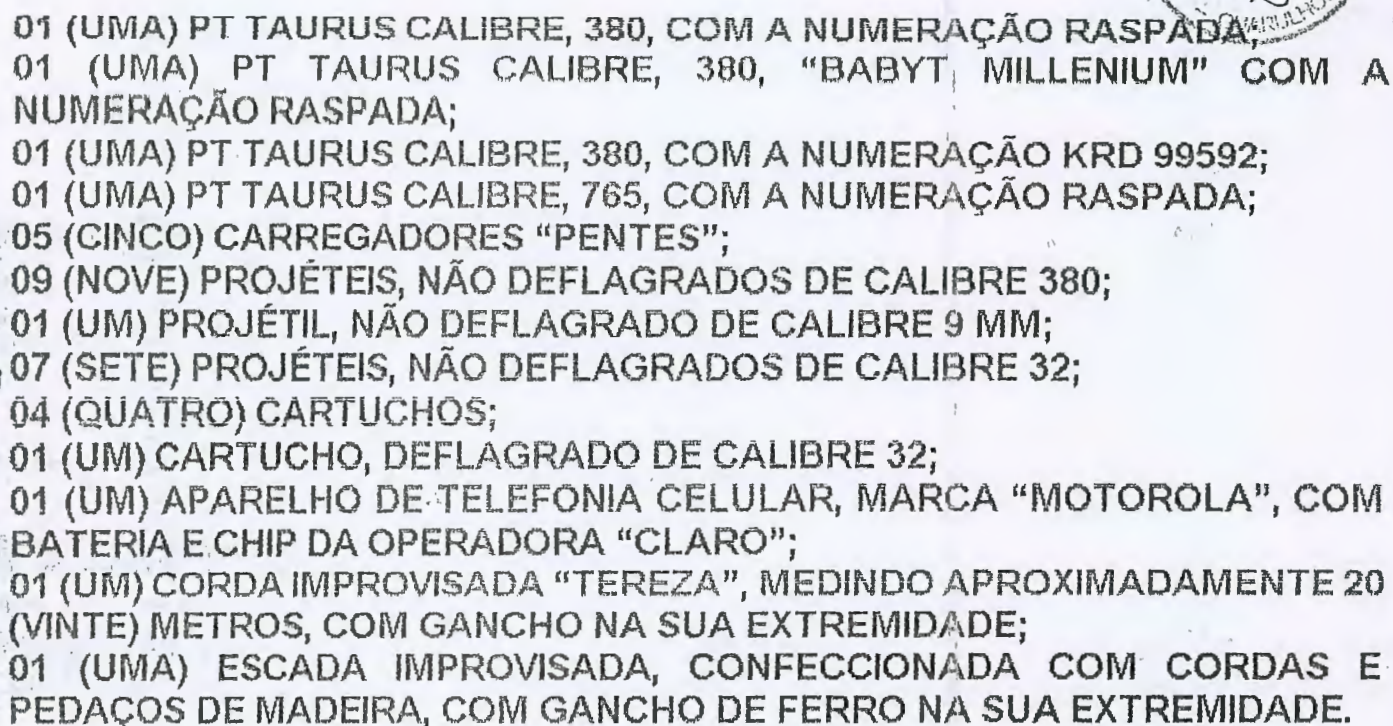 GUARULHOS
01 (UMA) PT TAURUS CALIBRE, 380, COM A NUMERAÇÃO RASPADA;
01 (UMA) PT TAURUS CALIBRE, 380, “BABYT MILLENIUM” COM A
NUMERAÇÃO RASPADA;
01 (UMA) PT TAURUS CALIBRE, 380, COM A NUMERAÇÃO KRD 99592;
01 (UMA) PT TAURUS CALIBRE, 765, COM A NUMERAÇÃO RASPADA;
05 (CINCO) CARREGADORES “PENTES”;
09 (NOVE) PROJÉTEIS, NÃO DEFLAGRADOS DE CALIBRE 380;
01 (UM) PROJÉTIL, NÃO DEFLAGRADO DE CALIBRE 9 MM;
07 (SETE) PROJÉTEIS, NÃO DEFLAGRADOS DE CALIBRE 32;
04 (QUATRO) CARTUCHOS;
01 (UM) CARTUCHO, DEFLAGRADO DE CALIBRE 32;
01 (UM) APARELHO DE TELEFONIA CELULAR, MARCA “MOTOROLA”, COM
BATERIA E CHIP DA OPERADORA “CLARO”;
01 (UM) CORDA IMPROVISADA “TEREZA”, MEDINDO APROXIMADAMENTE 20
(VINTE) METROS, COM GANCHO NA SUA EXTREMIDADE;
01 (UMA) ESCADA IMPROVISADA, CONFECCIONADA COM CORDAS E
PEDAÇOS DE MADEIRA, COM GANCHO DE FERRO NA SUA EXTREMIDADE.